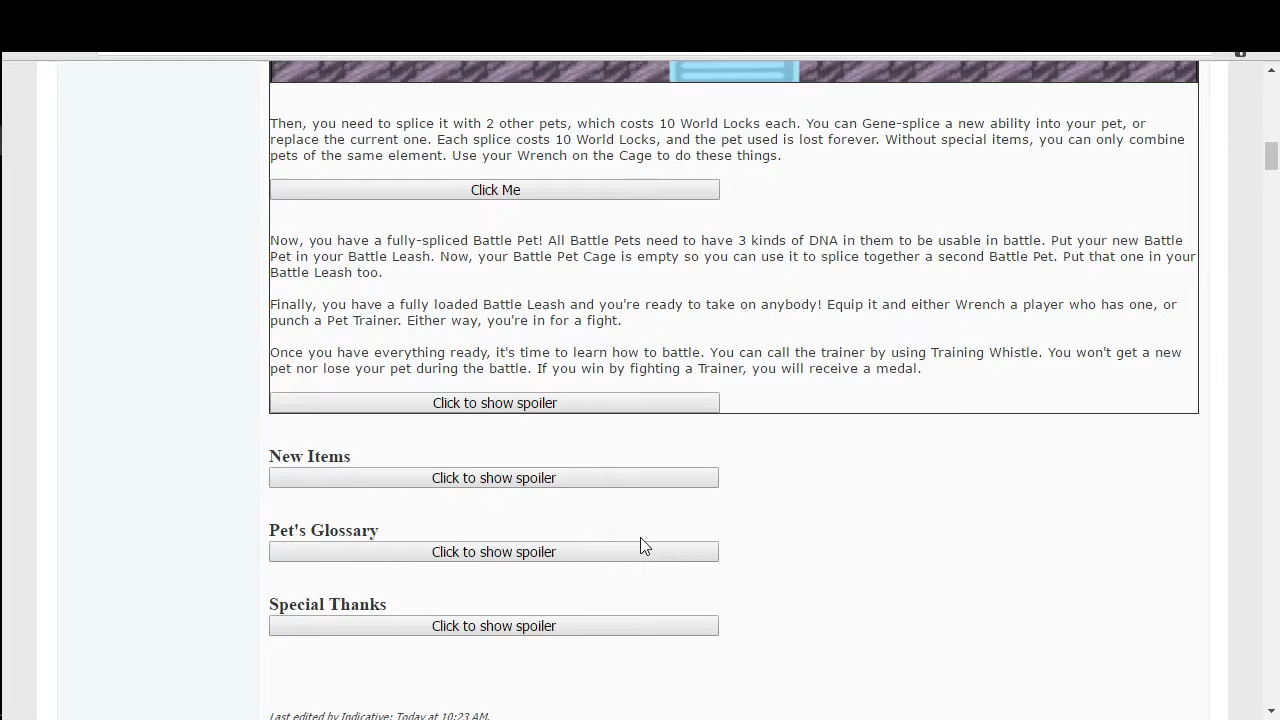 Then, you need to splice it with 2 other pets, which costs 10 World Locks each. You can Gene-splice a new ability into your pet, or
replace the current one. Each splice costs 10 World Locks, and the pet used is lost forever. Without special items, you can only combine
pets of the same element. Use your Wrench on the Cage to do these things.
Click Me
Now, you have a fully-spliced Battle Pet! All Battle Pets need to have 3 kinds of DNA in them to be usable in battle. Put your new Battle
Pet in your Battle Leash. Now, your Battle Pet Cage is empty so you can use it to splice together a second Battle Pet. Put that one in your
Battle Leash too.
Finally, you have a fully loaded Battle Leash and you're ready to take on anybody! Equip it and either Wrench a player who has one, or
punch a Pet Trainer. Either way, you're in for a fight.
Once you have everything ready, it's time to learn how to battle. You can call the trainer by using Training Whistle. You won't get a new
pet nor lose your pet during the battle. If you win by fighting a Trainer, you will receive a medal.
Click to show spoiler
New Items
Click to show spoiler
Pet's Glossary
Click to show spoiler
Special Thanks
Click to show spoiler
Last edited by Indicative; Today at 10:23 AM.